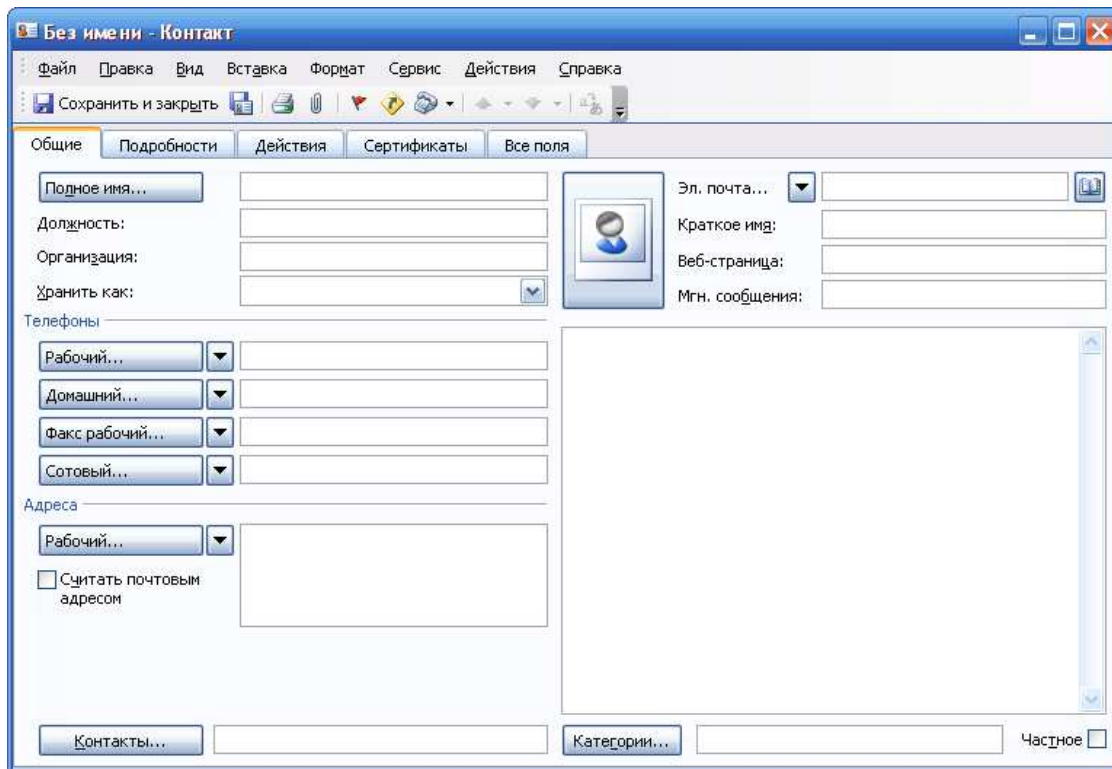 Без имени - Контакт
Файл Правка Вид Вставка Формат Сервис Действия Справка
Сохранить и закрыть
Общие Подробности Действия Сертификаты Все поля
Полное имя...
Должность:
Организация:
Хранить как:
Эл. почта...
Краткое имя:
Веб-страница:
Мгн. сообщения:
Телефоны
Рабочий...
Домашний...
Факс рабочий...
Сотовый...
Адреса
Рабочий...
Считать почтовым
адресом
Контакты... Категории... Частное